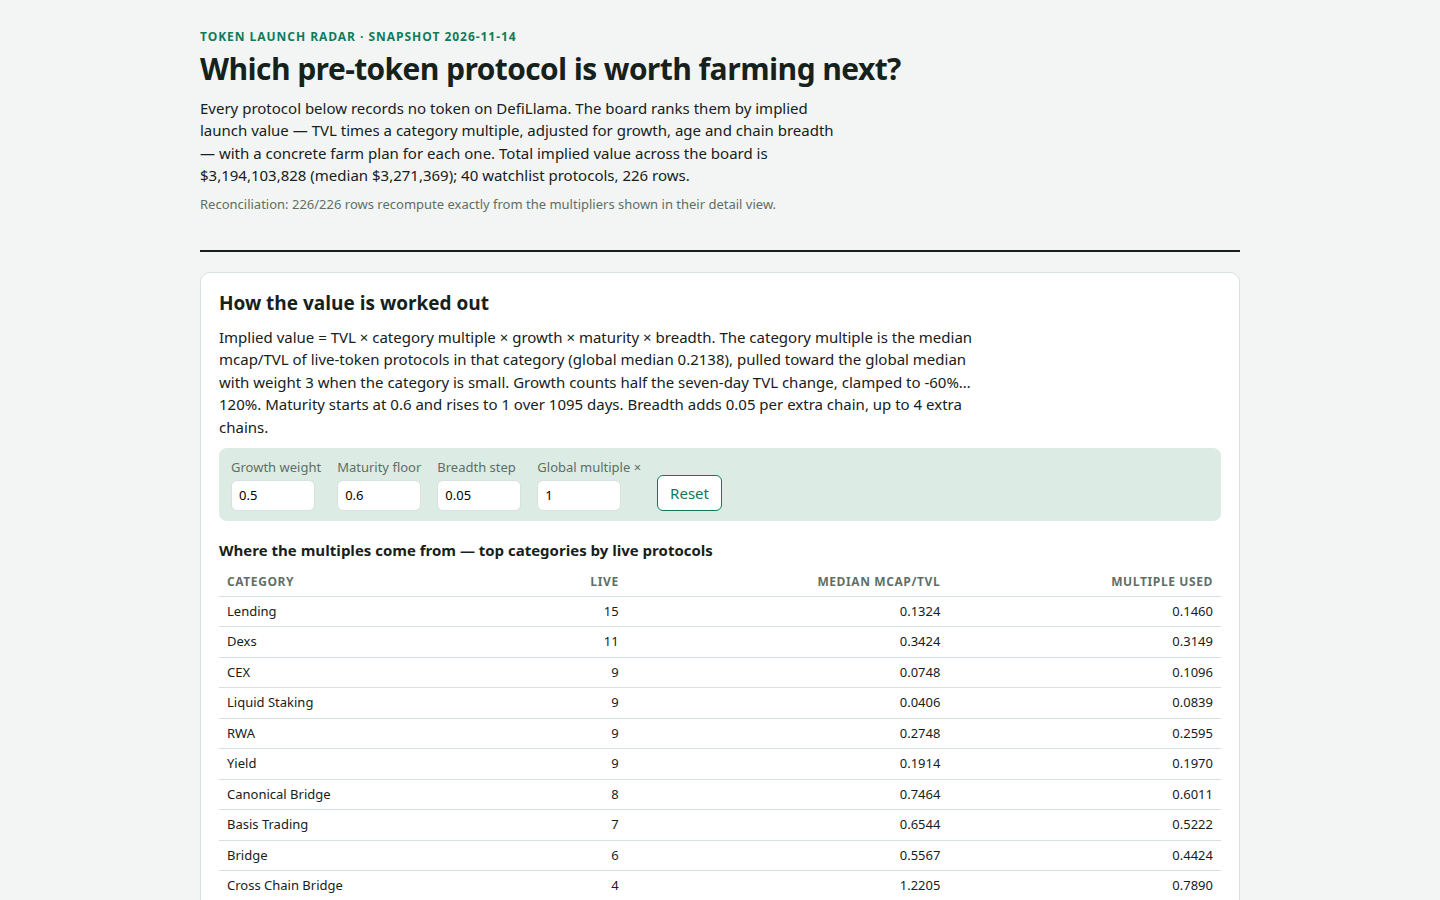 TOKEN LAUNCH RADAR · SNAPSHOT 2026-11-14
Which pre-token protocol is worth farming next?
Every protocol below records no token on DefiLlama. The board ranks them by implied
launch value — TVL times a category multiple, adjusted for growth, age and chain breadth
— with a concrete farm plan for each one. Total implied value across the board is
$3,194,103,828 (median $3,271,369); 40 watchlist protocols, 226 rows.
Reconciliation: 226/226 rows recompute exactly from the multipliers shown in their detail view.
How the value is worked out
Implied value = TVL × category multiple × growth × maturity × breadth. The category multiple is the median
mcap/TVL of live-token protocols in that category (global median 0.2138), pulled toward the global median
with weight 3 when the category is small. Growth counts half the seven-day TVL change, clamped to -60%…
120%. Maturity starts at 0.6 and rises to 1 over 1095 days. Breadth adds 0.05 per extra chain, up to 4 extra
chains.
Growth weight Maturity floor Breadth step Global multiple ×
0.5 0.6 0.05 1 Reset
Where the multiples come from — top categories by live protocols
CATEGORY LIVE MEDIAN MCAP/TVL MULTIPLE USED
Lending 15 0.1324 0.1460
Dexs 11 0.3424 0.3149
CEX 9 0.0748 0.1096
Liquid Staking 9 0.0406 0.0839
RWA 9 0.2748 0.2595
Yield 9 0.1914 0.1970
Canonical Bridge 8 0.7464 0.6011
Basis Trading 7 0.6544 0.5222
Bridge 6 0.5567 0.4424
Cross Chain Bridge 4 1.2205 0.7890